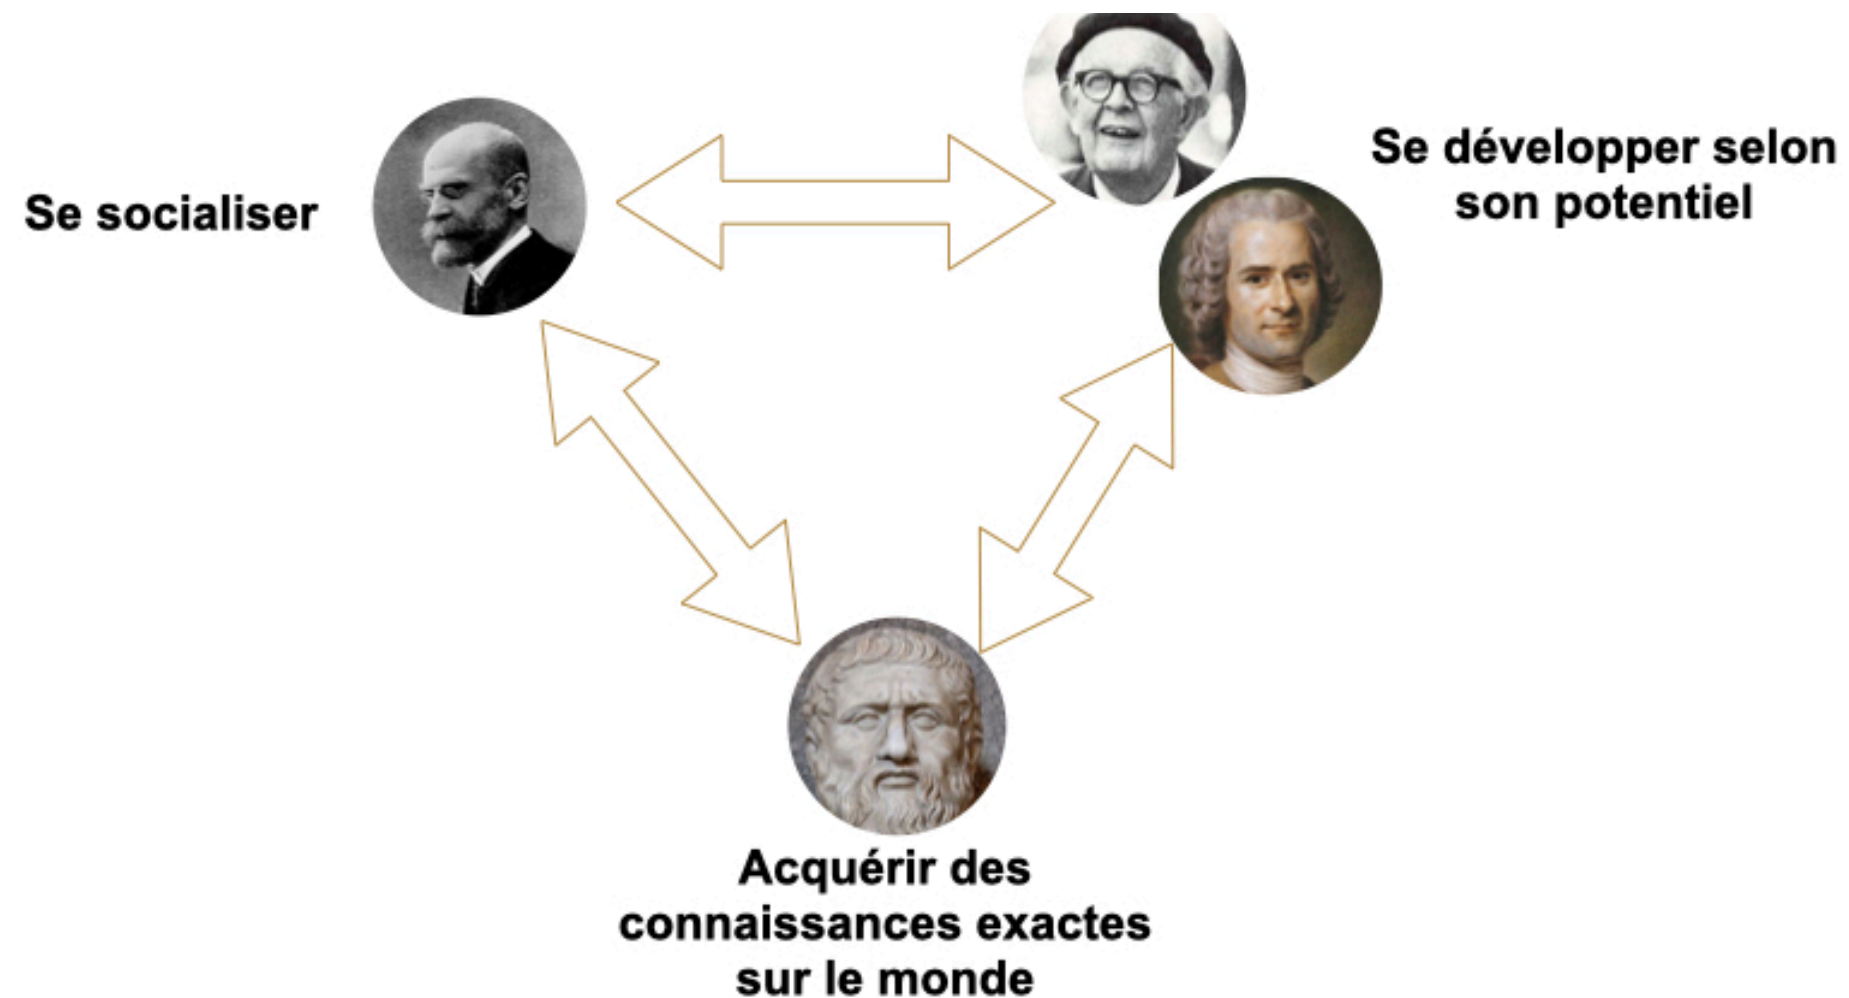 Se socialiser
Se développer selon
son potentiel
Acquérir des
connaissances exactes
sur le monde